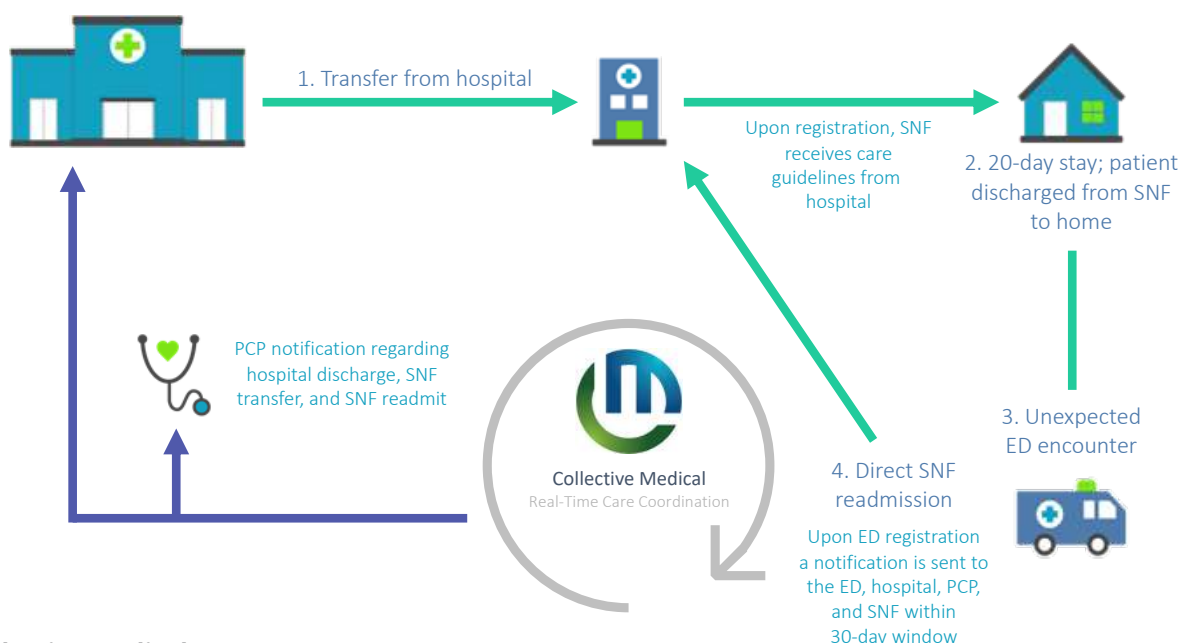 1. Transfer from hospital
Upon registration, SNF
receives care
guidelines from
hospital
2. 20-day stay; patient
discharged from SNF
to home
PCP notification regarding
hospital discharge, SNF
transfer, and SNF readmit
Collective Medical
Real-Time Care Coordination
3. Unexpected
ED encounter
4. Direct SNF
readmission
Upon ED registration
a notification is sent to
the ED, hospital, PCP,
and SNF within
30-day window